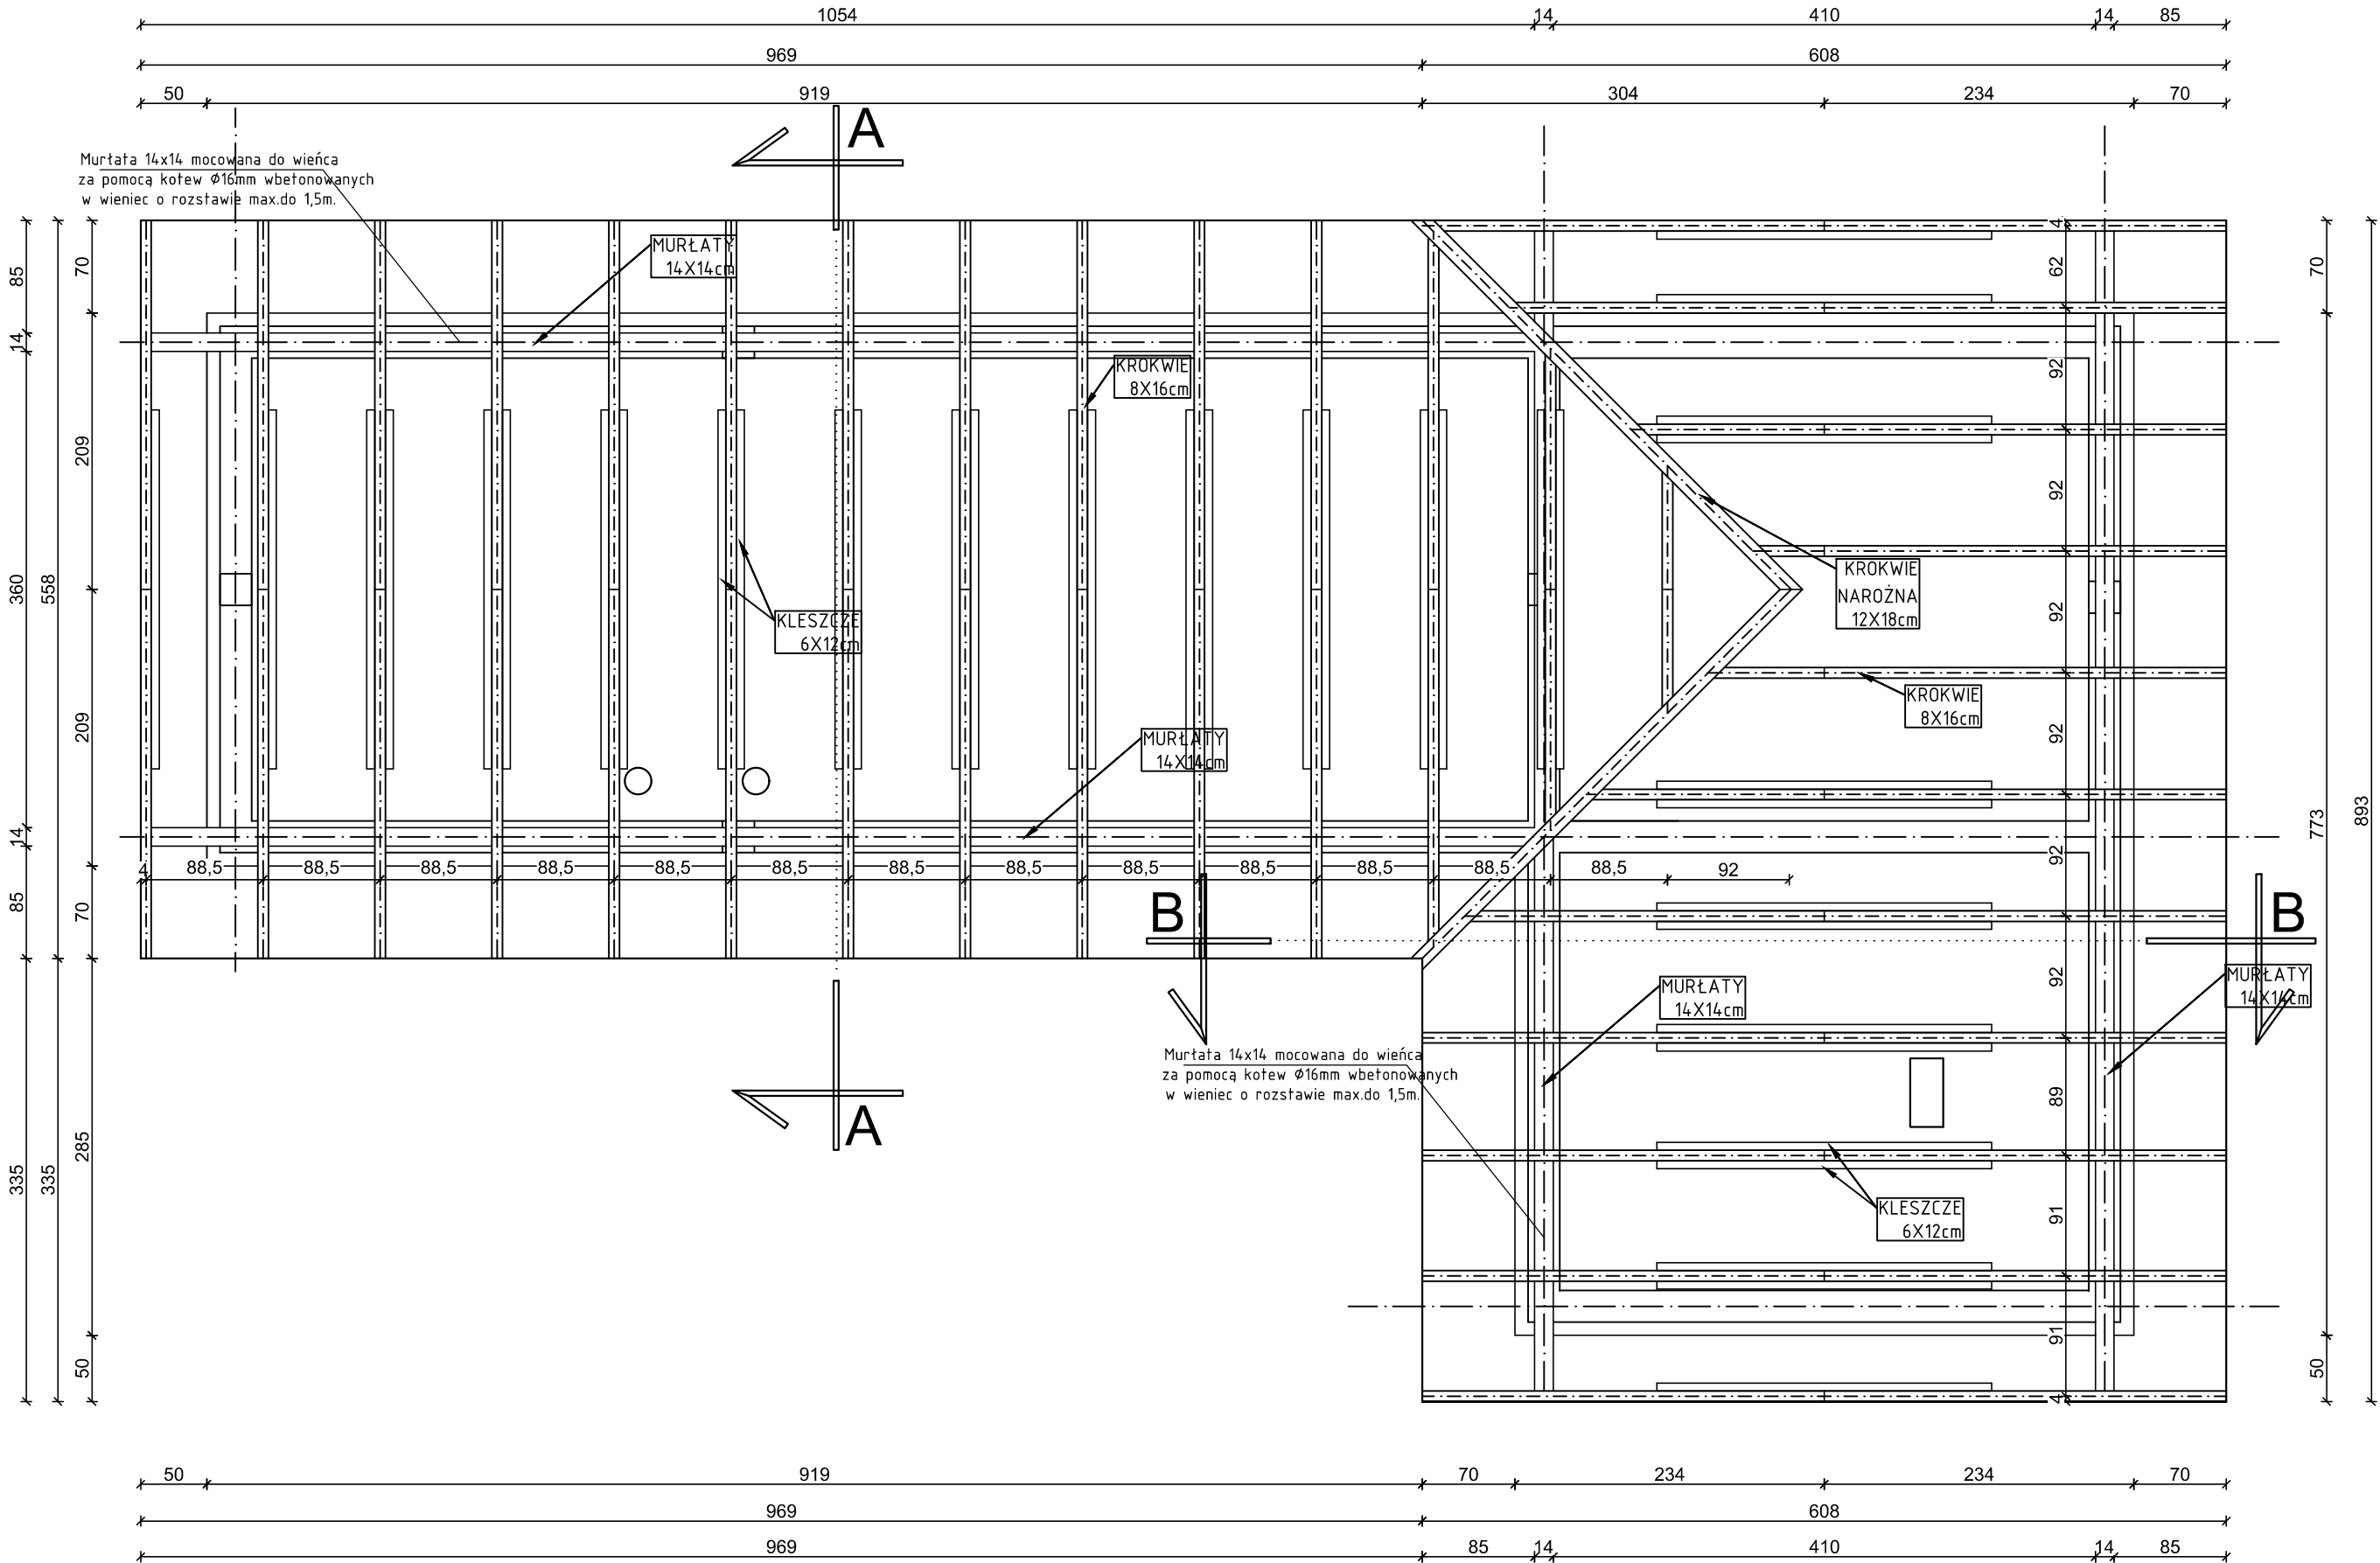 1054
14
410
14
85
969
608
50
919
304
234
70
A
Murłata 14x14 mocowana do wieńca
za pomocą kotew Ø16mm wbetonowanych
w wieniec o rozstawie max.do 1,5m.
MURŁATY
14X14cm
KROKWIE
8X16cm
KLESZCZE
6X12cm
KROKWIE
NAROŻNA
12X18cm
KROKWIE
8X16cm
MURŁATY
14X14cm
85
14
360
14
85
335
558
335
70
209
209
70
285
50
4
62
92
92
92
92
92
92
89
91
91
4
70
773
50
893
4
88,5
88,5
88,5
88,5
88,5
88,5
88,5
88,5
88,5
88,5
88,5
88,5
88,5
92
B
B
MURŁATY
14X14cm
MURŁATY
14X14cm
Murłata 14x14 mocowana do wieńca
za pomocą kotew Ø16mm wbetonowanych
w wieniec o rozstawie max.do 1,5m.
A
KLESZCZE
6X12cm
50
919
70
234
234
70
969
608
969
85
14
410
14
85